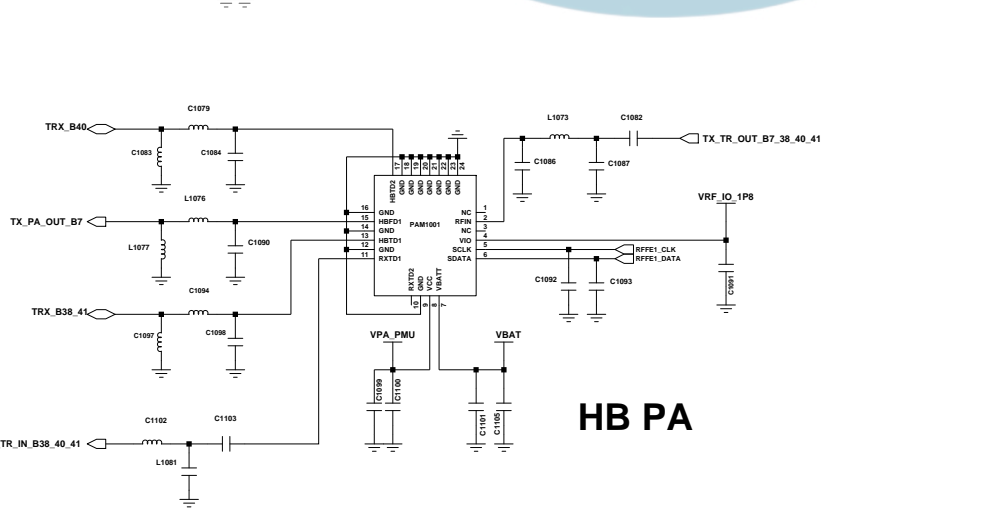 C1079
TRX_B40
C1083
C1084
L1073
C1082
TX_TR_OUT_B7_38_40_41
C1086
C1087
17
18
19
20
21
22
23
24
HBTD2
GND
GND
GND
GND
GND
GND
GND
L1076
TX_PA_OUT_B7
L1077
C1090
16
15
14
13
12
11
GND
HBFD1
GND
HBTD1
GND
RXTD1
PAM1001
NC
RFIN
NC
VIO
SCLK
SDATA
1
2
3
4
5
6
VRF_IO_1P8
RFFE1_CLK
RFFE1_DATA
C1092
C1093
C1091
RXTD2
GND
VCC
VBATT
10
9
8
7
C1094
TRX_B38_41
C1097
C1098
VPA_PMU
VBAT
C1099
C1100
C1101
C1105
HB PA
C1102
C1103
TR_IN_B38_40_41
L1081